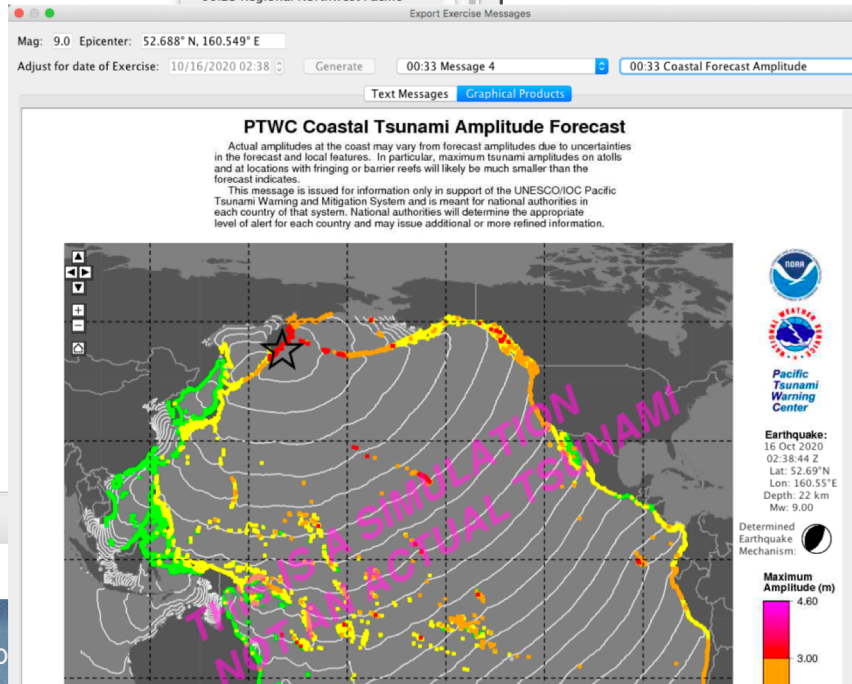 Export Exercise Messages
Mag: 9.0 Epicenter: 52.688° N, 160.549° E
Adjust for date of Exercise: 10/16/2020 02:38 Generate 00:33 Message 4 00:33 Coastal Forecast Amplitude
Text Messages Graphical Products
PTWC Coastal Tsunami Amplitude Forecast
Actual amplitudes at the coast may vary from forecast amplitudes due to uncertainties
in the forecast and local features. In particular, maximum tsunami amplitudes on atolls
and at locations with fringing or barrier reefs will likely be much smaller than the
forecast indicates.
This message is issued for information only in support of the UNESCO/IOC Pacific
Tsunami Warning and Mitigation System and is meant for national authorities in
each country of that system. National authorities will determine the appropriate
level of alert for each country and may issue additional or more refined information.
THIS IS A SIMULATION
NOT AN ACTUAL TSUNAMI
NOAA
NATIONAL WEATHER SERVICE
Pacific
Tsunami
Warning
Center
Earthquake:
16 Oct 2020
02:38:44 Z
Lat: 52.69°N
Lon: 160.55°E
Depth: 22 km
Mw: 9.00
Determined
Earthquake
Mechanism:
Maximum
Amplitude (m)
4.60
3.00